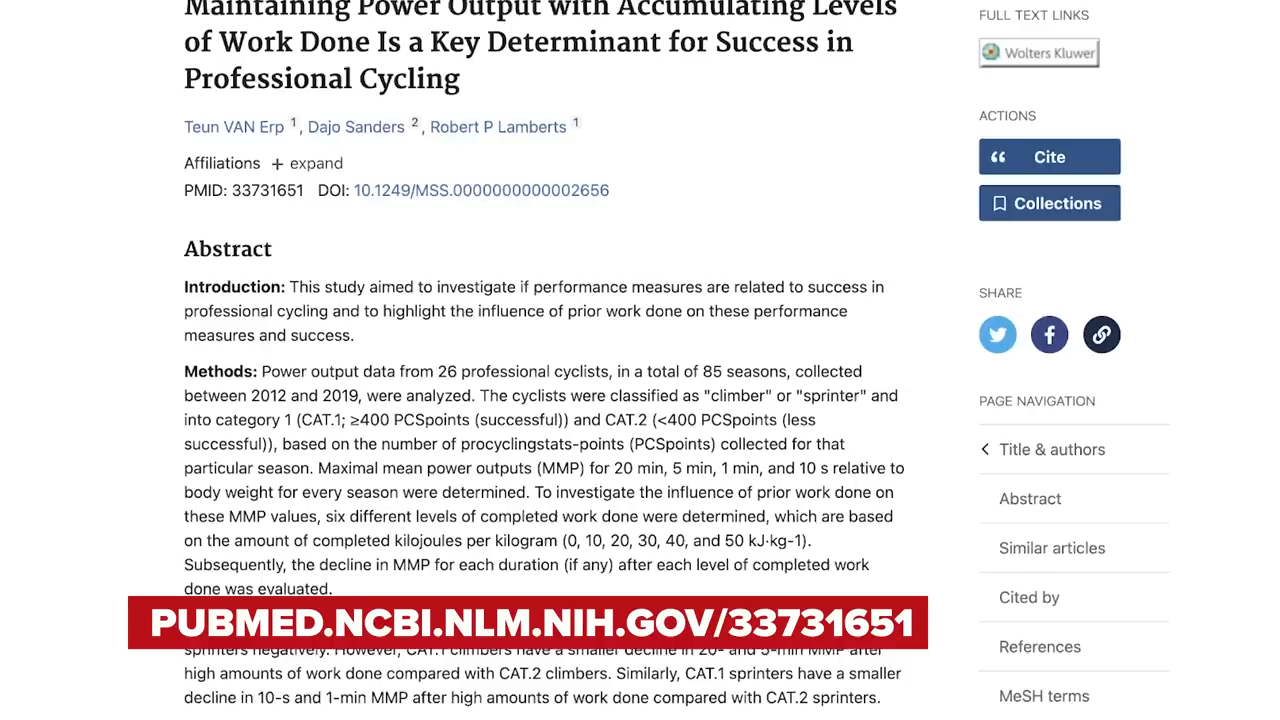 Maintaining Power Output with Accumulating Levels
of Work Done Is a Key Determinant for Success in
Professional Cycling
Teun VAN Erp 1, Dajo Sanders 2, Robert P Lamberts 1
Affiliations + expand
PMID: 33731651 DOI: 10.1249/MSS.0000000000002656
Abstract
Introduction: This study aimed to investigate if performance measures are related to success in
professional cycling and to highlight the influence of prior work done on these performance
measures and success.
Methods: Power output data from 26 professional cyclists, in a total of 85 seasons, collected
between 2012 and 2019, were analyzed. The cyclists were classified as "climber" or "sprinter" and
into category 1 (CAT.1; ≥400 PCSpoints (successful)) and CAT.2 (<400 PCSpoints (less
successful)), based on the number of procyclingstats-points (PCSpoints) collected for that
particular season. Maximal mean power outputs (MMP) for 20 min, 5 min, 1 min, and 10 s relative to
body weight for every season were determined. To investigate the influence of prior work done on
these MMP values, six different levels of completed work done were determined, which are based
on the amount of completed kilojoules per kilogram (0, 10, 20, 30, 40, and 50 kJ·kg-1).
Subsequently, the decline in MMP for each duration (if any) after each level of completed work
done was evaluated.
PUBMED.NCBI.NLM.NIH.GOV/33731651
sprinters negatively. However, CAT.1 climbers have a smaller decline in 20- and 5-min MMP after
high amounts of work done compared with CAT.2 climbers. Similarly, CAT.1 sprinters have a smaller
decline in 10-s and 1-min MMP after high amounts of work done compared with CAT.2 sprinters.
FULL TEXT LINKS
Wolters Kluwer
ACTIONS
Cite
Collections
SHARE
PAGE NAVIGATION
Title & authors
Abstract
Similar articles
Cited by
References
MeSH terms